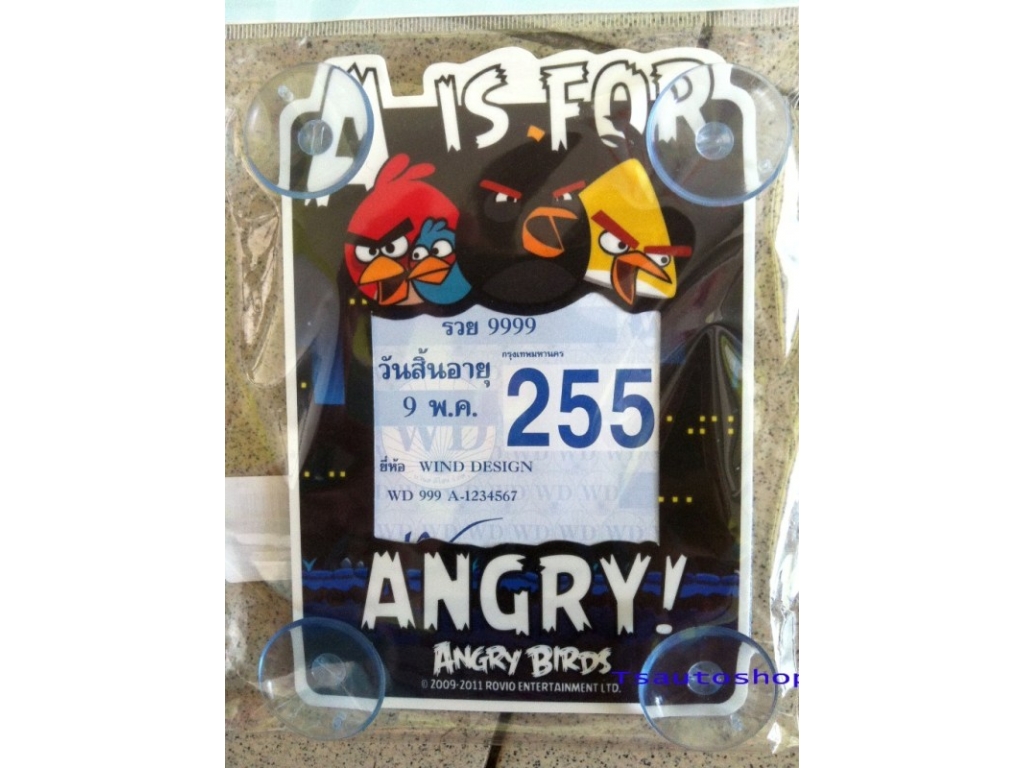 A IS FOR
รวย 9999
วันสิ้นอายุ
กรุงเทพมหานคร
9 พ.ค.
255
ยี่ห้อ WIND DESIGN
WD 999 A-1234567
ANGRY!
ANGRY BIRDS
© 2009-2011 ROVIO ENTERTAINMENT LTD.
Tsautoshop